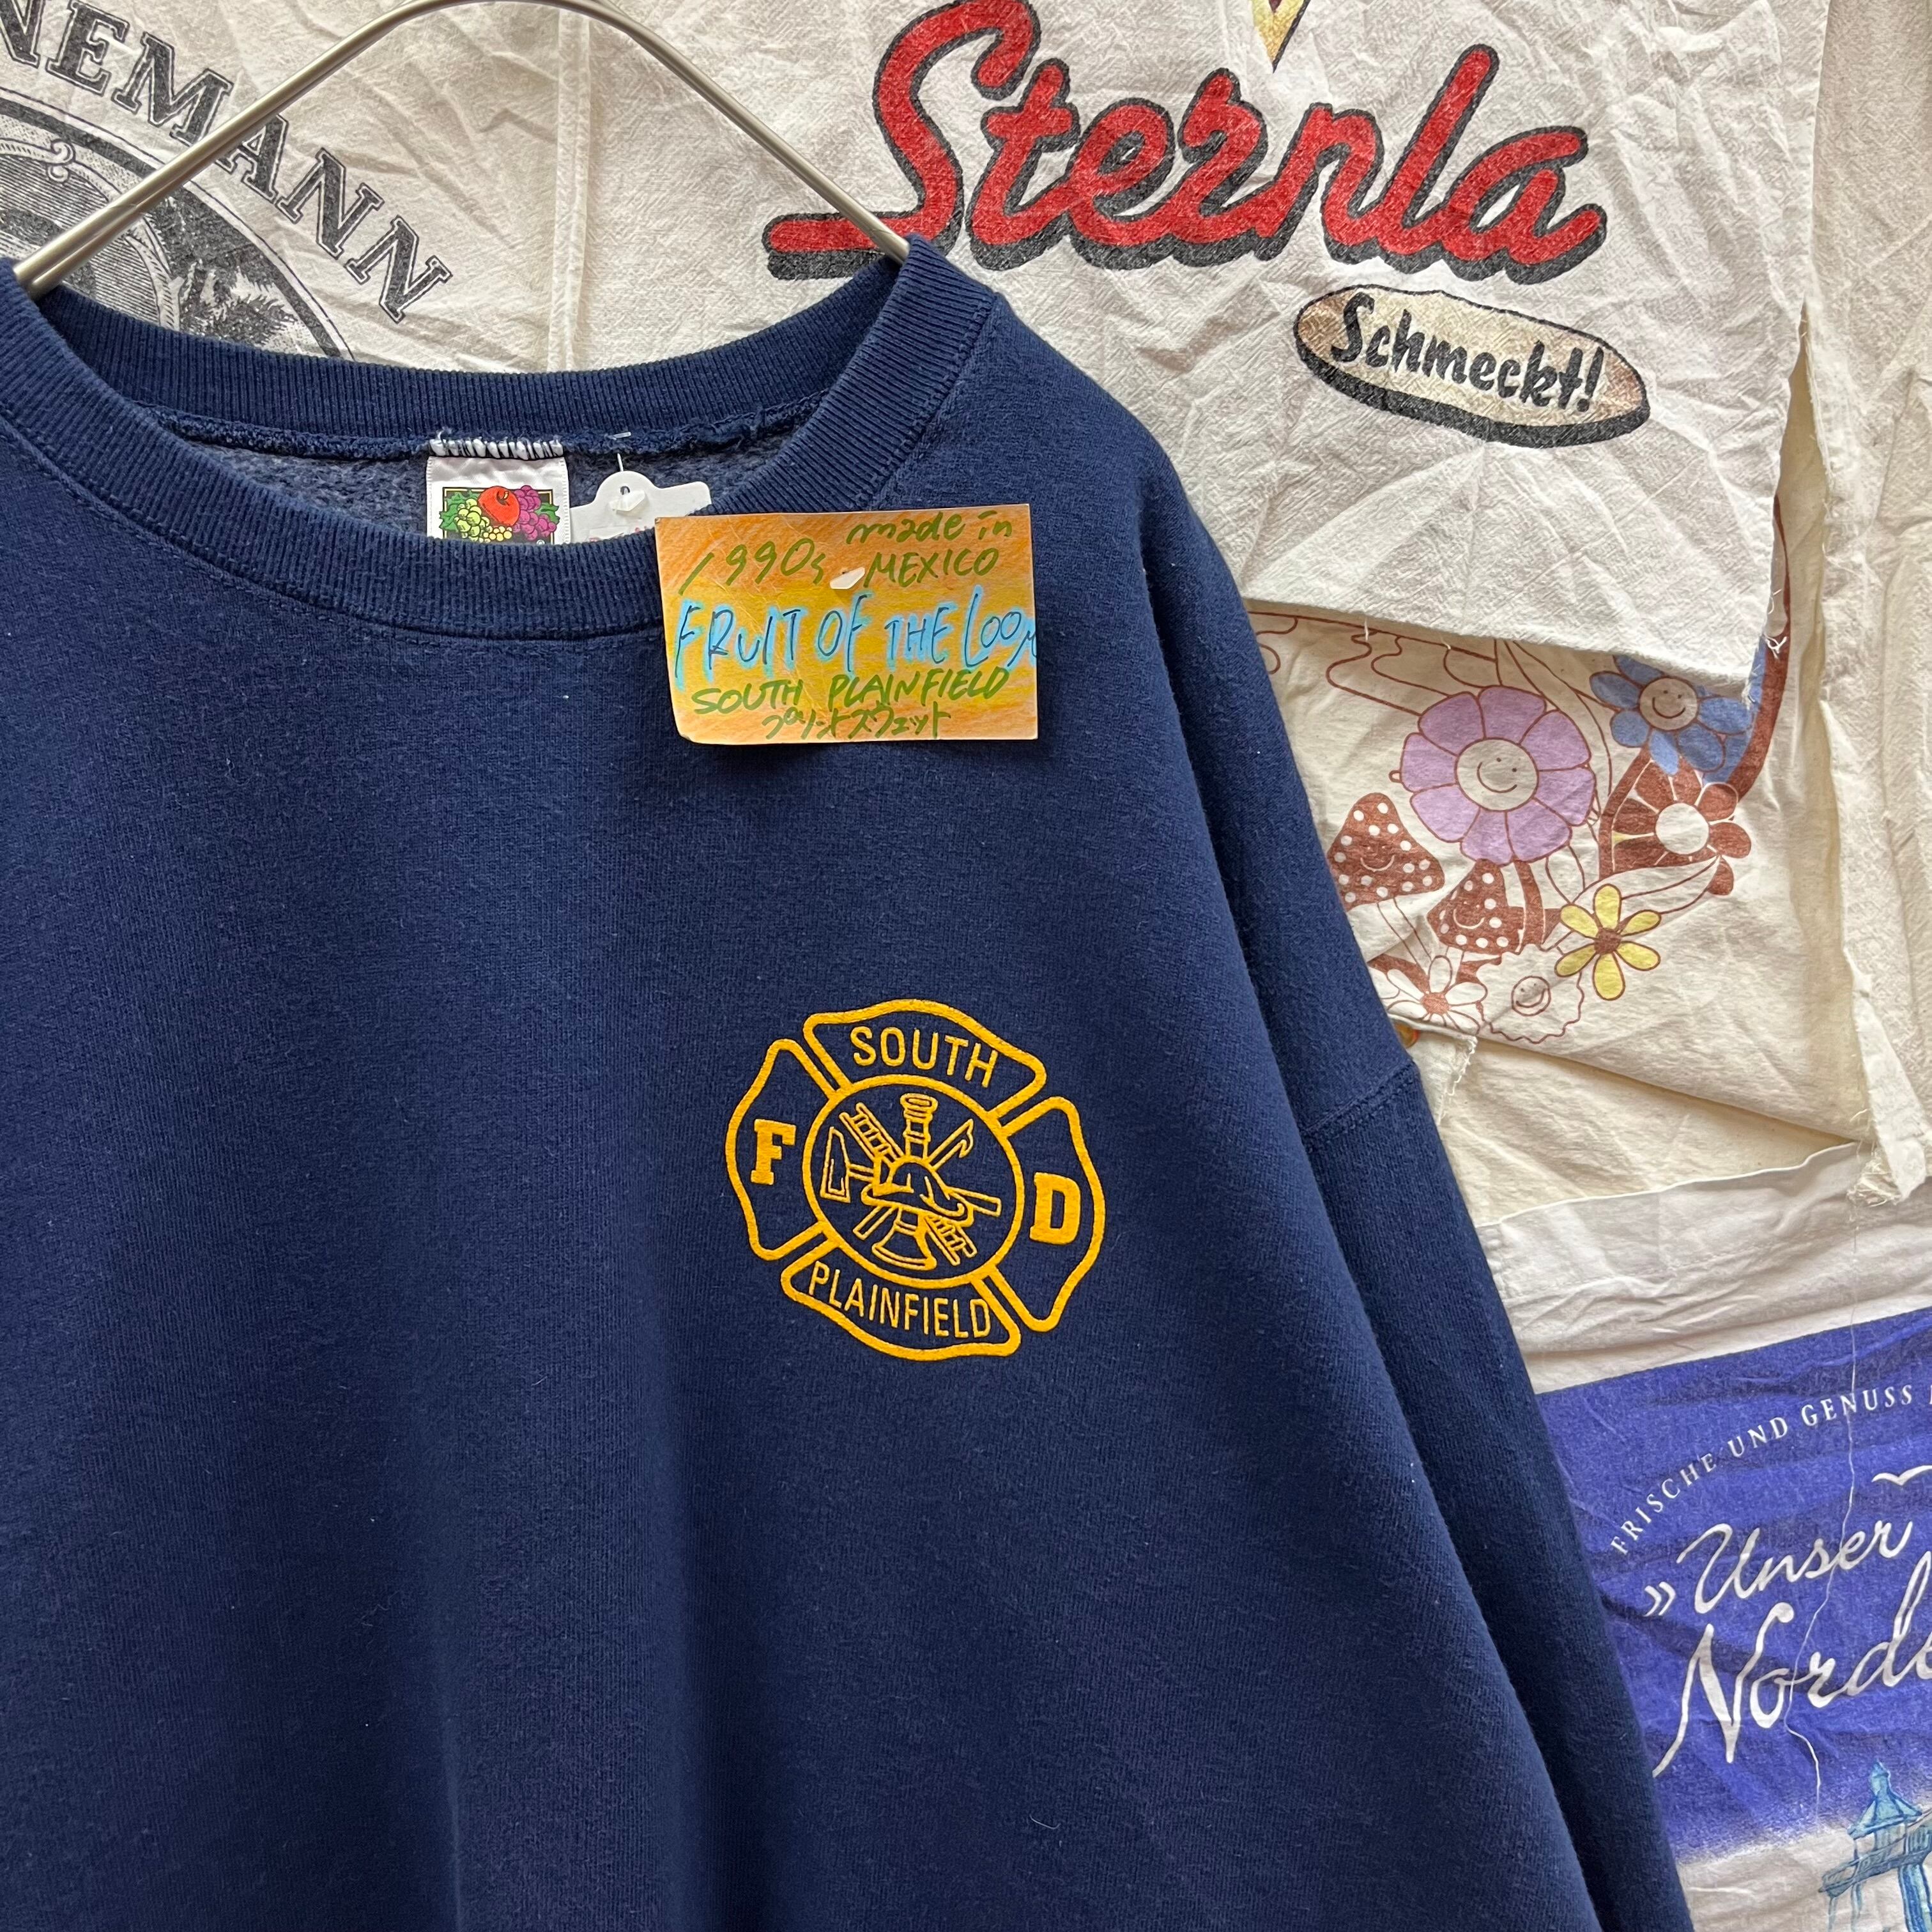 NEMANN
Sternla
Schmeckt!
made in
1990s MEXICO
FRUIT OF THE LOOM
SOUTH PLAINFIELD
プリントスウェット
SOUTH
F D
PLAINFIELD
FRISCHE UND GENUSS
» Unser
Norde